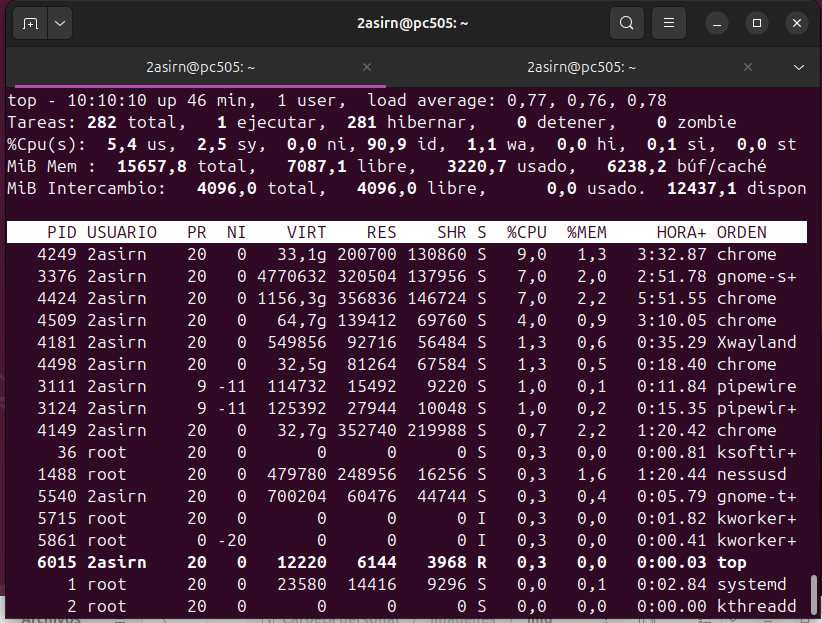 2asirn@pc505: ~
2asirn@pc505: ~
2asirn@pc505: ~
top - 10:10:10 up 46 min,  1 user,  load average: 0,77, 0,76, 0,78
Tareas: 282 total,   1 ejecutar, 281 hibernar,    0 detener,    0 zombie
%Cpu(s):  5,4 us,  2,5 sy,  0,0 ni, 90,9 id,  1,1 wa,  0,0 hi,  0,1 si,  0,0 st
MiB Mem :  15657,8 total,   7087,1 libre,   3220,7 usado,   6238,2 búf/caché
MiB Intercambio:   4096,0 total,   4096,0 libre,      0,0 usado.  12437,1 dispon
PID USUARIO   PR  NI    VIRT    RES    SHR S  %CPU  %MEM     HORA+ ORDEN
4249 2asirn    20   0   33,1g 200700 130860 S   9,0   1,3   3:32.87 chrome
3376 2asirn    20   0 4770632 320504 137956 S   7,0   2,0   2:51.78 gnome-s+
4424 2asirn    20   0 1156,3g 356836 146724 S   7,0   2,2   5:51.55 chrome
4509 2asirn    20   0   64,7g 139412  69760 S   4,0   0,9   3:10.05 chrome
4181 2asirn    20   0  549856  92716  56484 S   1,3   0,6   0:35.29 Xwayland
4498 2asirn    20   0   32,5g  81264  67584 S   1,3   0,5   0:18.40 chrome
3111 2asirn     9 -11  114732  15492   9220 S   1,0   0,1   0:11.84 pipewire
3124 2asirn     9 -11  125392  27944  10048 S   1,0   0,2   0:15.35 pipewir+
4149 2asirn    20   0   32,7g 352740 219988 S   0,7   2,2   1:20.42 chrome
36 root      20   0       0      0      0 S   0,3   0,0   0:00.81 ksoftir+
1488 root      20   0  479780 248956  16256 S   0,3   1,6   1:20.44 nessusd
5540 2asirn    20   0  700204  60476  44744 S   0,3   0,4   0:05.79 gnome-t+
5715 root      20   0       0      0      0 I   0,3   0,0   0:01.82 kworker+
5861 root       0 -20       0      0      0 I   0,3   0,0   0:00.41 kworker+
6015 2asirn    20   0   12220   6144   3968 R   0,3   0,0   0:00.03 top
1 root      20   0   23580  14416   9296 S   0,0   0,1   0:02.84 systemd
2 root      20   0       0      0      0 S   0,0   0,0   0:00.00 kthreadd